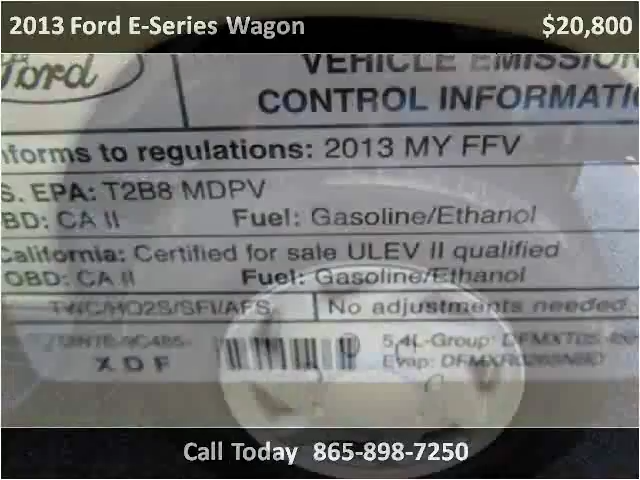 2013 Ford E-Series Wagon $20,800
Ford
VEHICLE EMISSION
CONTROL INFORMATI
nforms to regulations: 2013 MY FFV
S. EPA: T2B8 MDPV
BD: CA II Fuel: Gasoline/Ethanol
California: Certified for sale ULEV II qualified
OBD: CA II Fuel: Gasoline/Ethanol
TWC/HO2S/SFI/AFS No adjustments needed.
5.4L-Group:
XDF Evap:
Call Today 865-898-7250